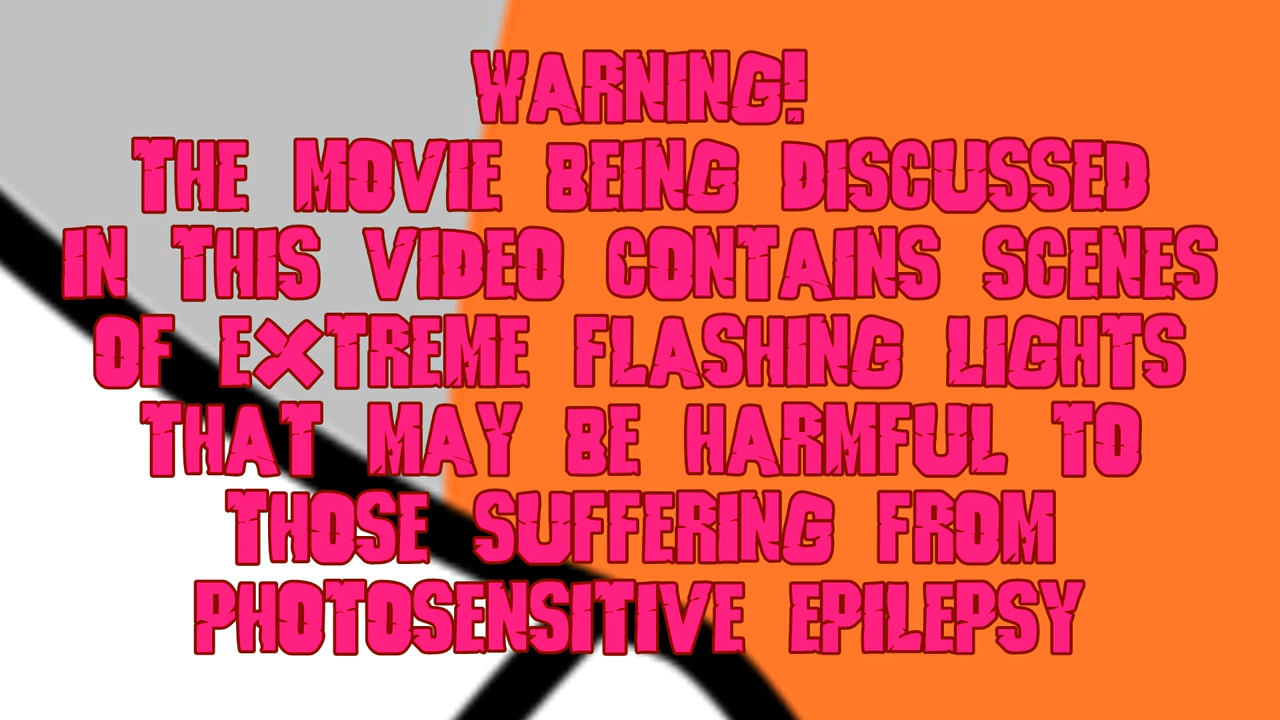 WARNING!
THE MOVIE BEING DISCUSSED
IN THIS VIDEO CONTAINS SCENES
OF EXTREME FLASHING LIGHTS
THAT MAY BE HARMFUL TO
THOSE SUFFERING FROM
PHOTOSENSITIVE EPILEPSY